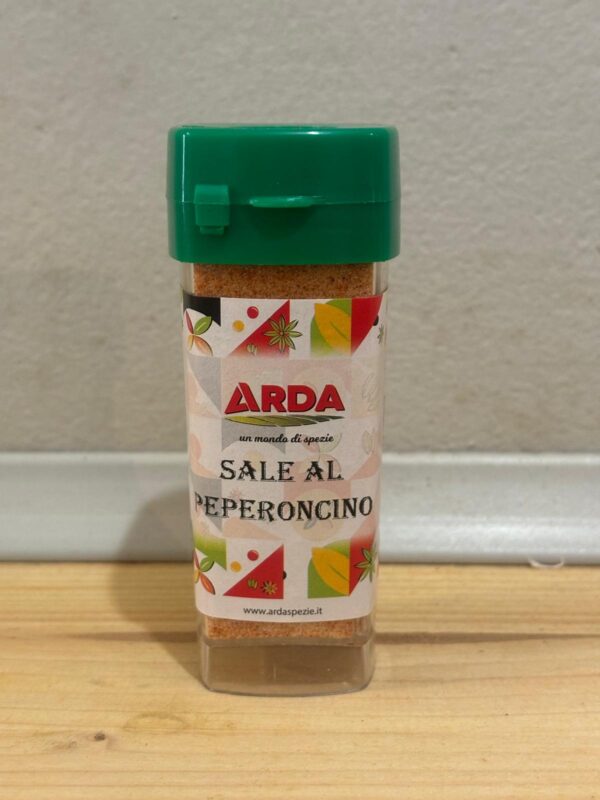 ARDA
un mondo di spezie
SALE AL
PEPERONCINO
www.ardaspezie.it